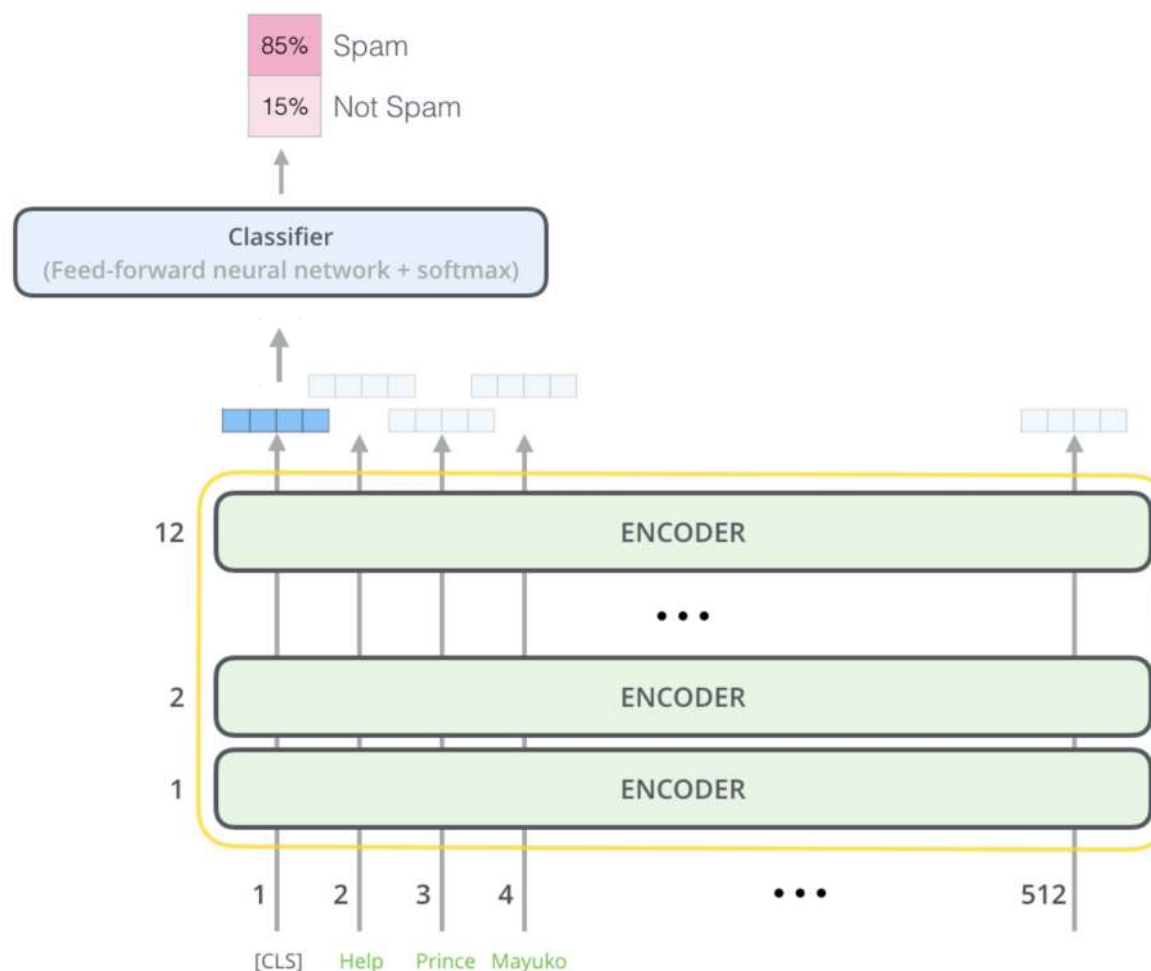 85% Spam
15% Not Spam
Classifier
(Feed-forward neural network + softmax)
12 ENCODER
•••
2 ENCODER
1 ENCODER
1 2 3 4 ••• 512
[CLS] Help Prince Mayuko